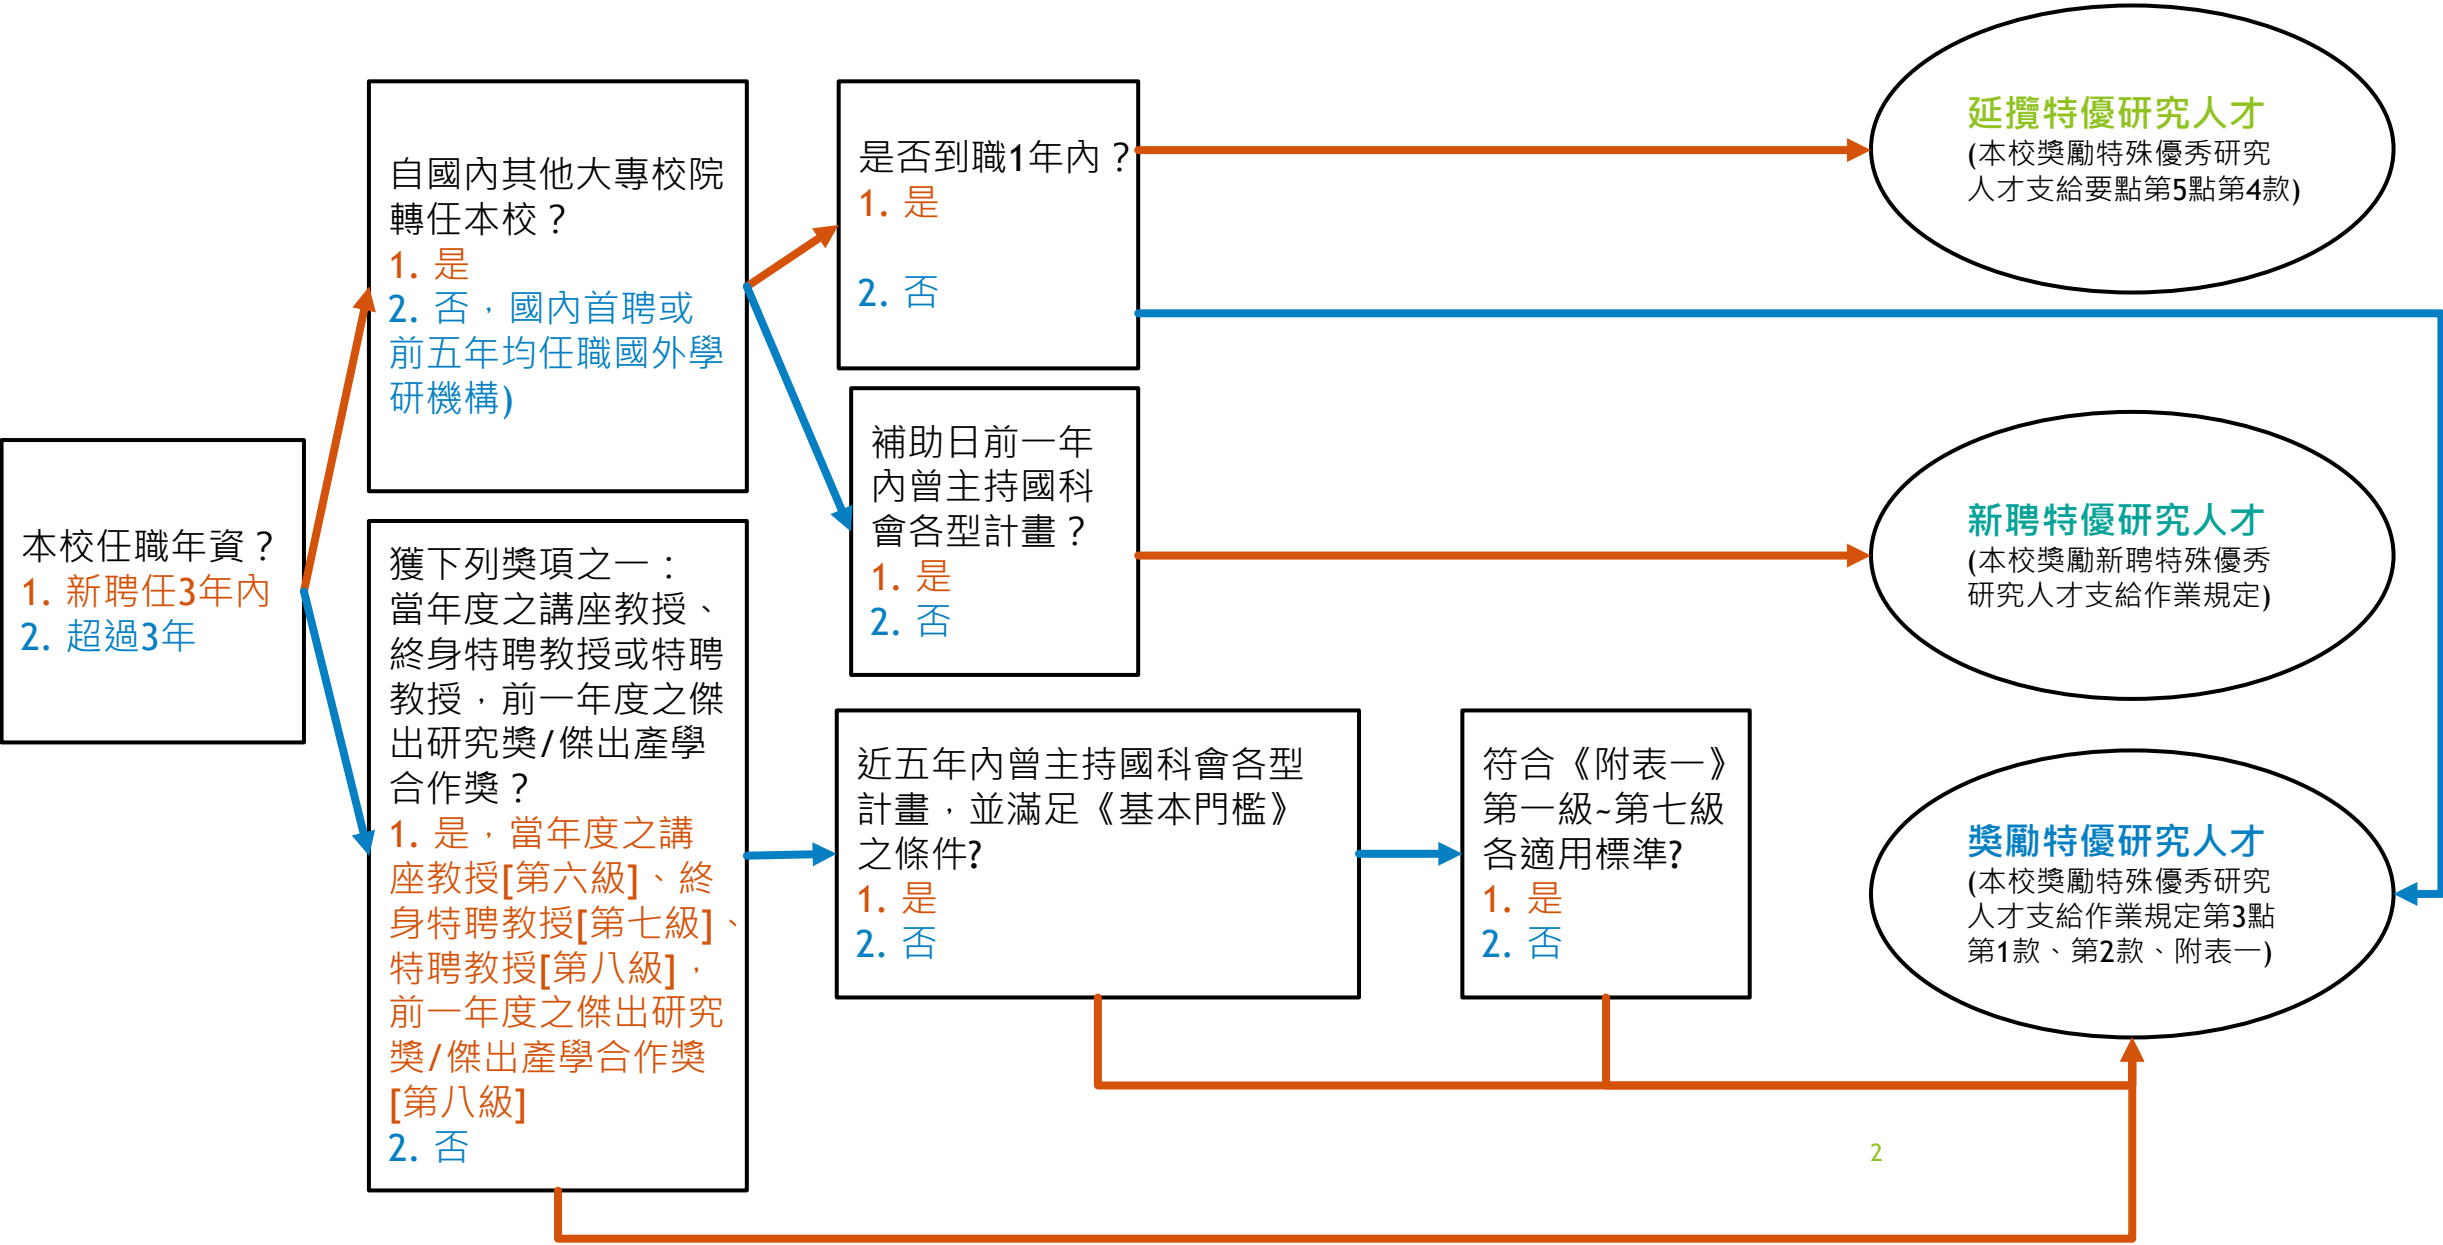 本校任職年資？
1. 新聘任3年內
2. 超過3年
自國內其他大專校院
轉任本校？
1. 是
2. 否，國內首聘或
前五年均任職國外學
研機構)
獲下列獎項之一：
當年度之講座教授、
終身特聘教授或特聘
教授，前一年度之傑
出研究獎/傑出產學
合作獎？
1. 是，當年度之講
座教授[第六級]、終
身特聘教授[第七級]、
特聘教授[第八級]，
前一年度之傑出研究
獎/傑出產學合作獎
[第八級]
2. 否
是否到職1年內？
1. 是
2. 否
補助日前一年
內曾主持國科
會各型計畫？
1. 是
2. 否
近五年內曾主持國科會各型
計畫，並滿足《基本門檻》
之條件?
1. 是
2. 否
符合《附表一》
第一級~第七級
各適用標準?
1. 是
2. 否
延攬特優研究人才
(本校獎勵特殊優秀研究
人才支給要點第5點第4款)
新聘特優研究人才
(本校獎勵新聘特殊優秀
研究人才支給作業規定)
獎勵特優研究人才
(本校獎勵特殊優秀研究
人才支給作業規定第3點
第1款、第2款、附表一)
2